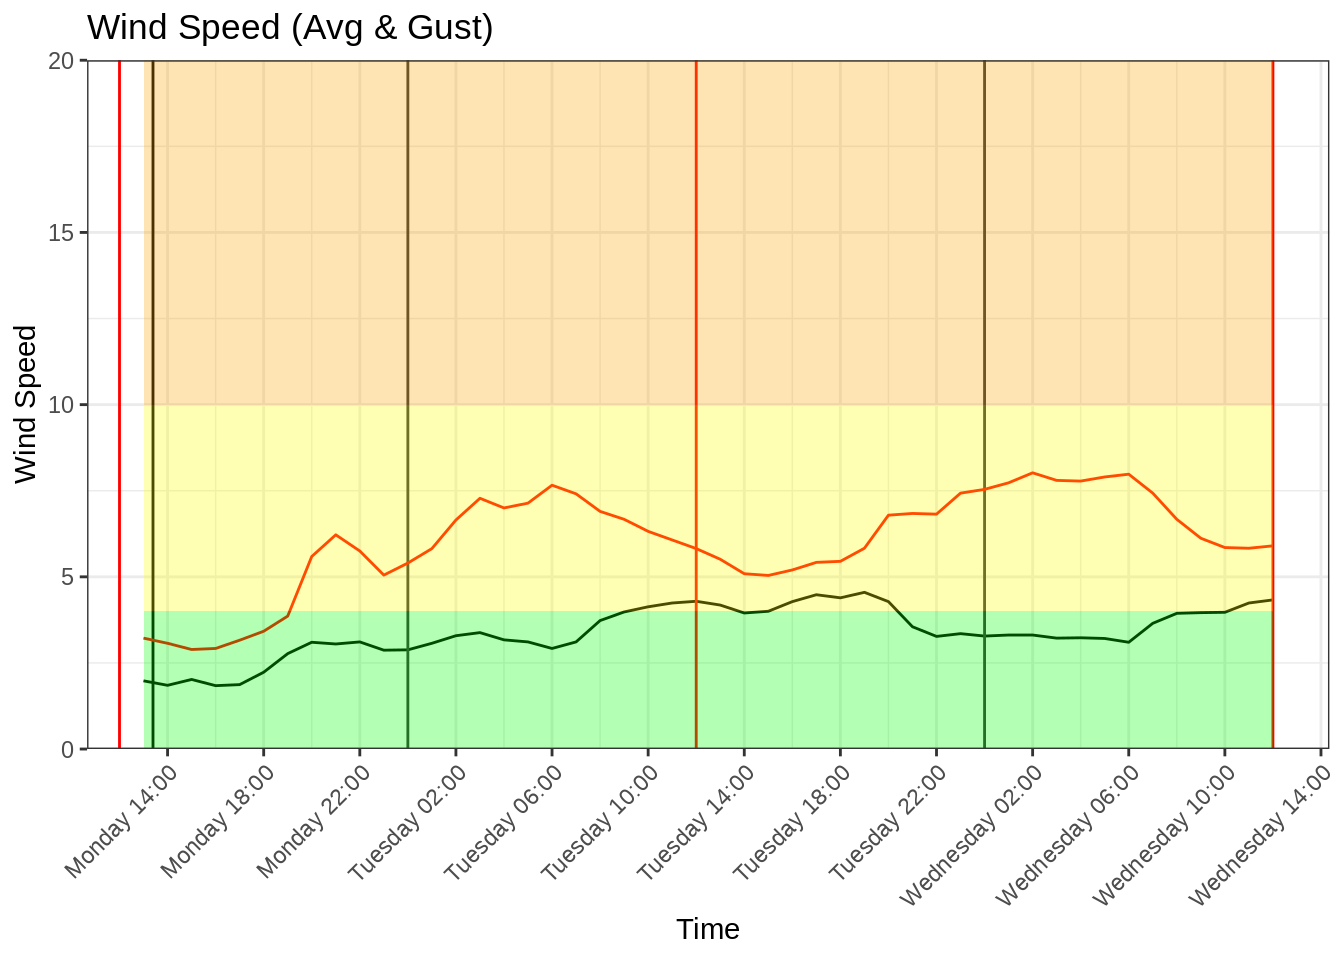 Wind Speed (Avg & Gust)
20
15
10
5
0
Wind Speed
Monday 14:00
Monday 18:00
Monday 22:00
Tuesday 02:00
Tuesday 06:00
Tuesday 10:00
Tuesday 14:00
Tuesday 18:00
Tuesday 22:00
Wednesday 02:00
Wednesday 06:00
Wednesday 10:00
Wednesday 14:00
Time